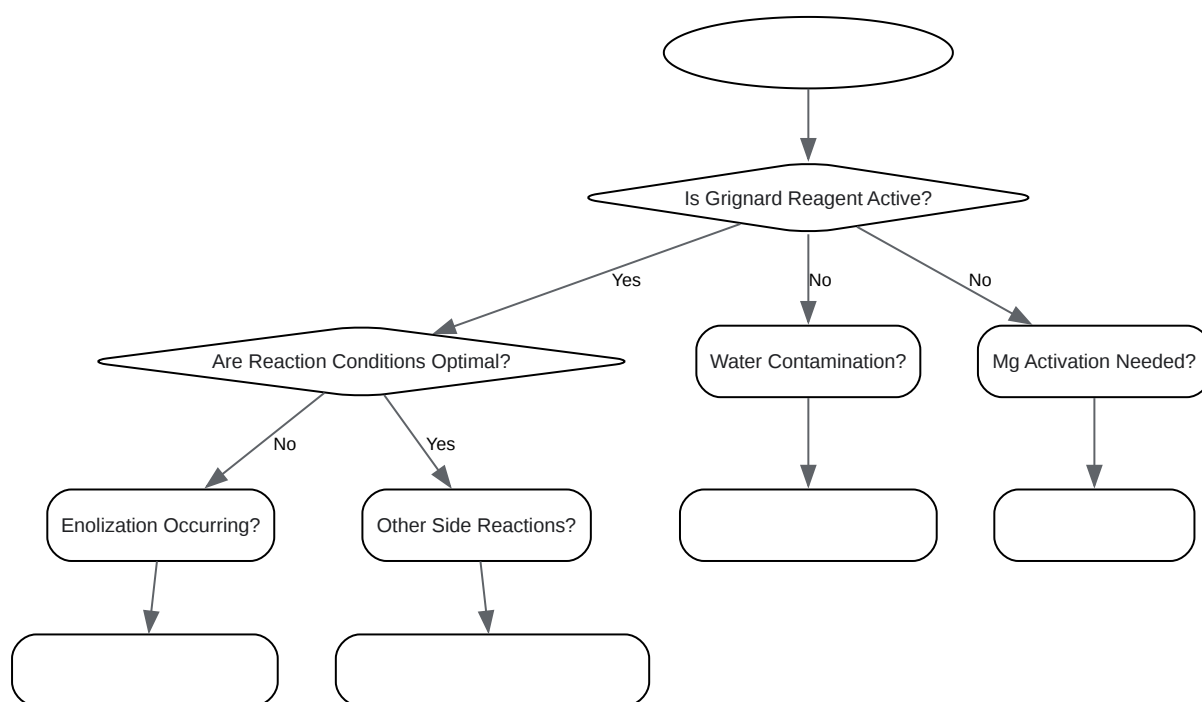 Is Grignard Reagent Active?
Yes
No
No
Are Reaction Conditions Optimal?
Water Contamination?
Mg Activation Needed?
No
Yes
Enolization Occurring?
Other Side Reactions?